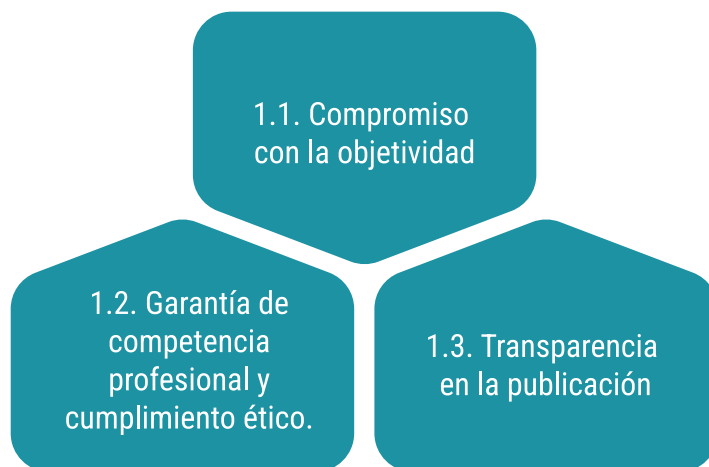 1.1. Compromiso
con la objetividad
1.2. Garantía de
competencia
profesional y
cumplimiento ético.
1.3. Transparencia
en la publicación